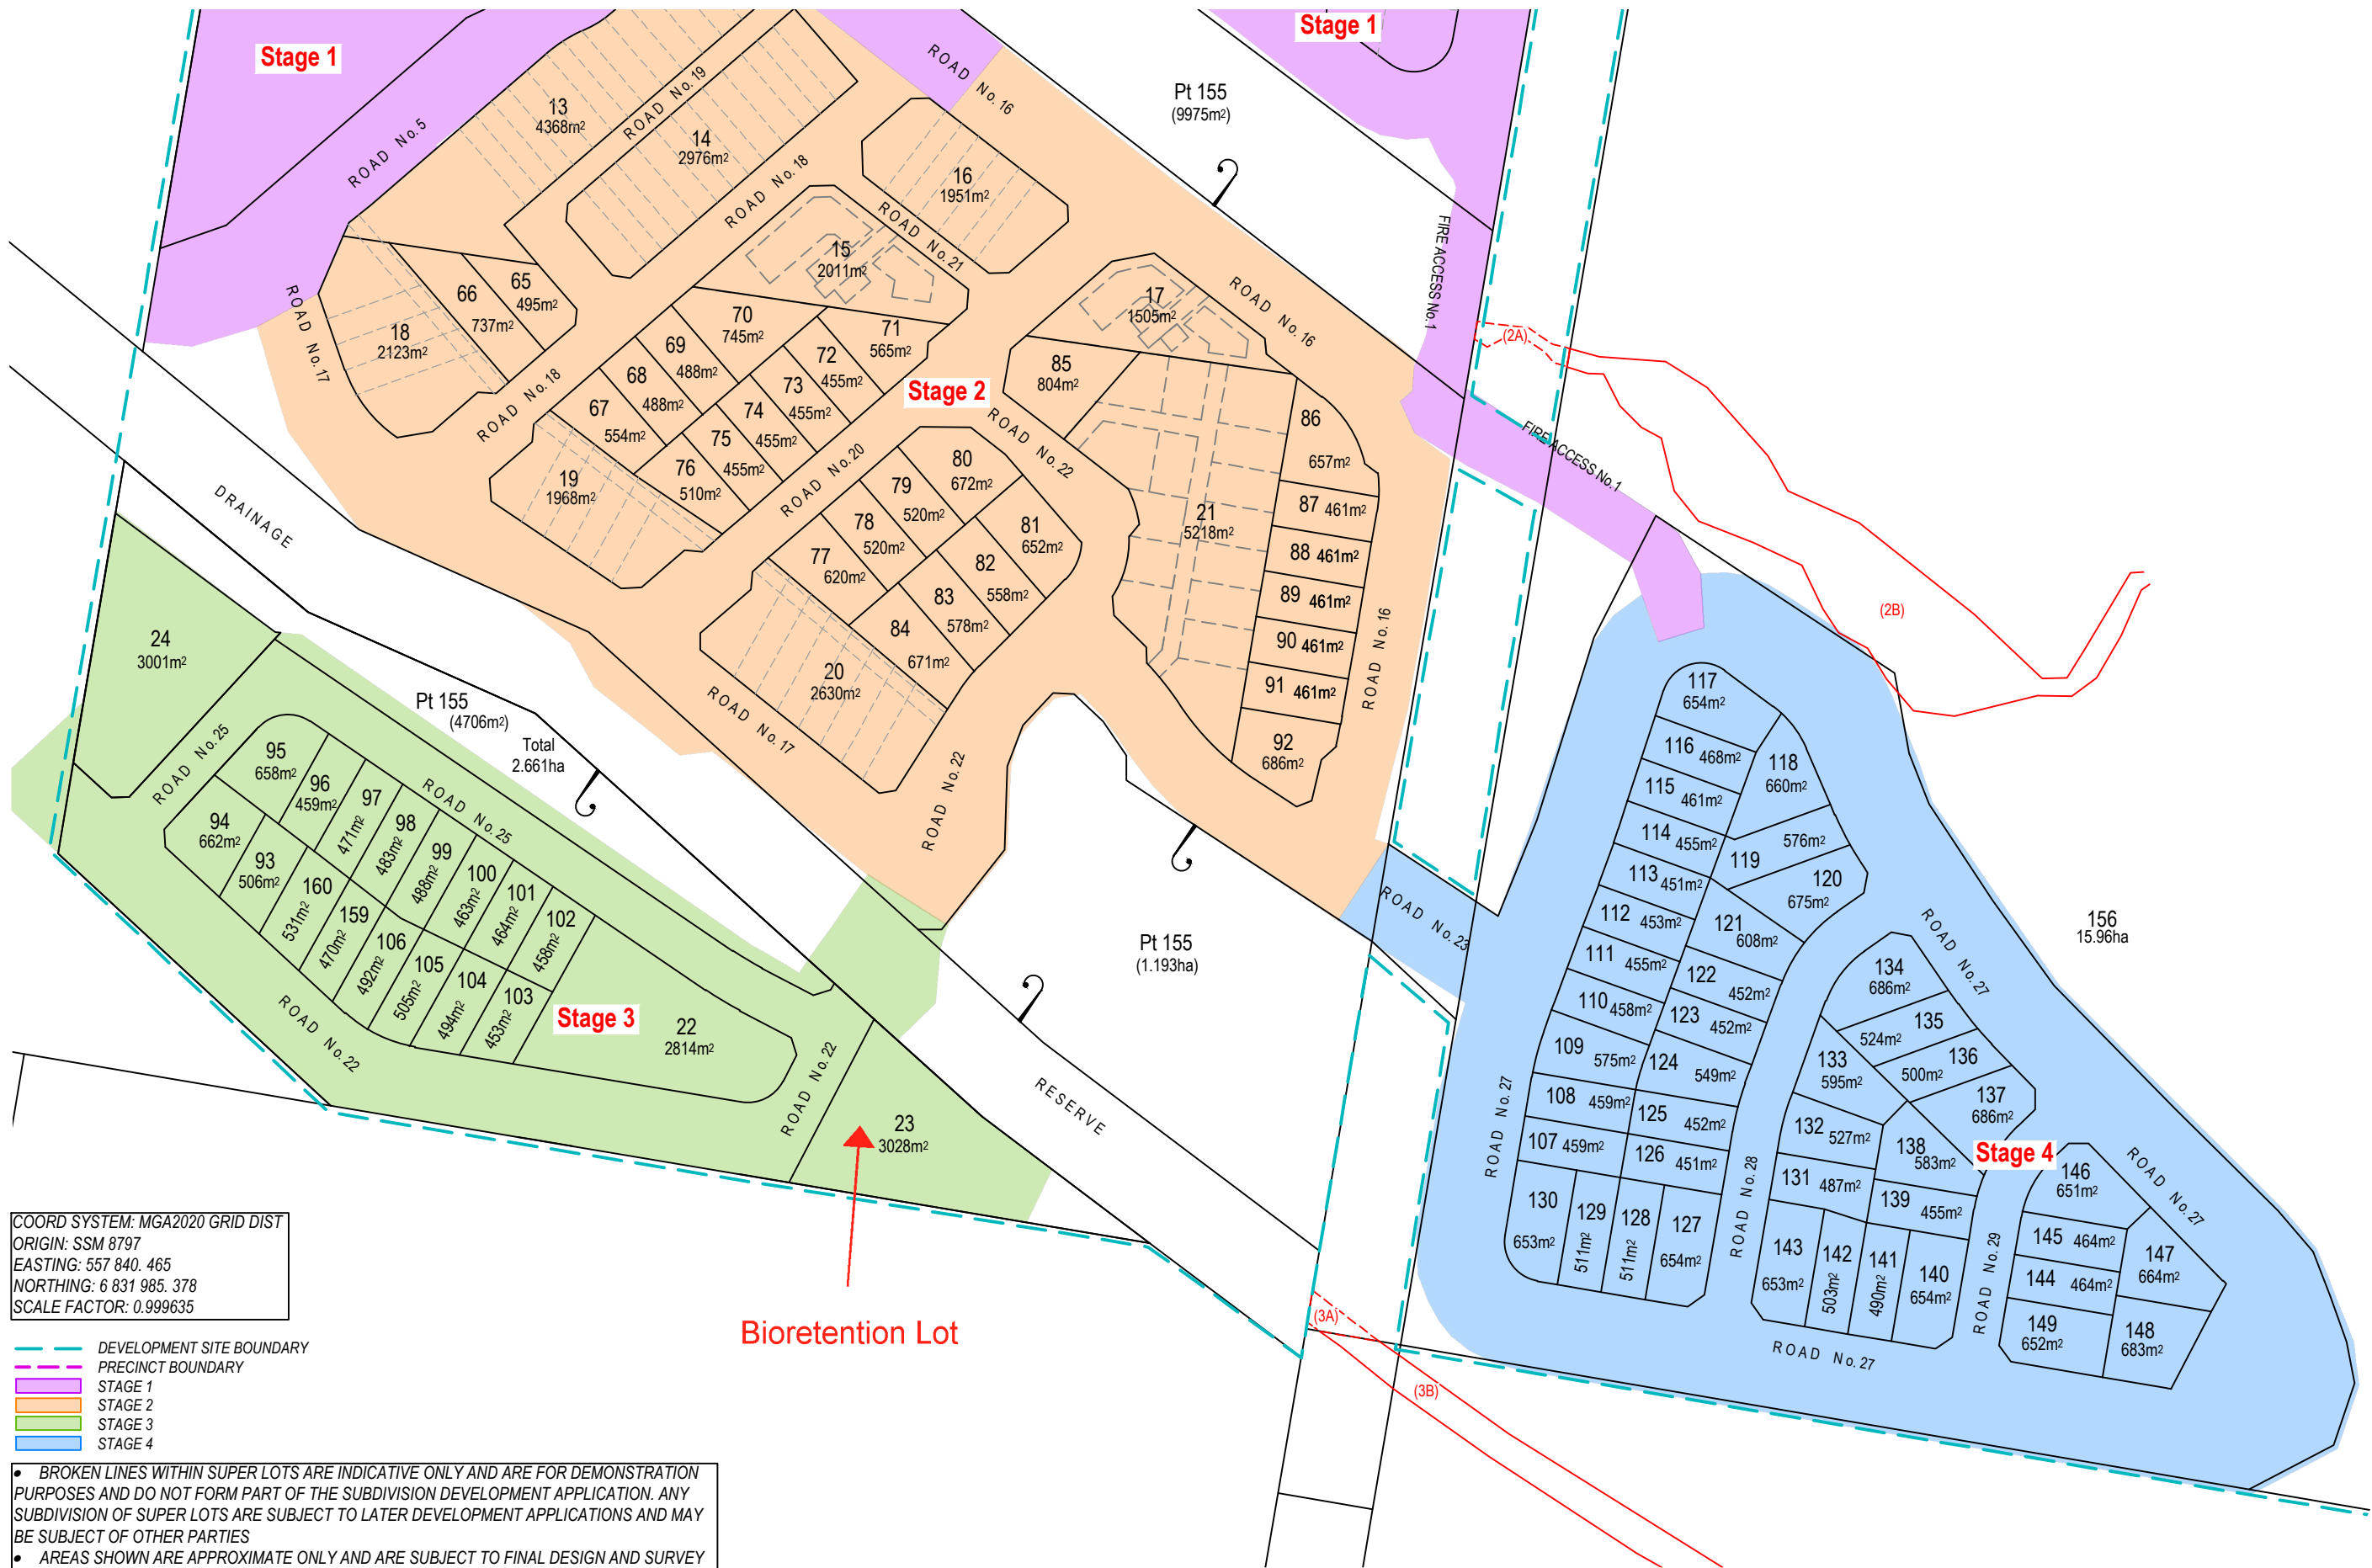 Stage 1
Stage 1
ROAD No. 5
ROAD No. 19
ROAD No. 16
13
4368m²
14
2976m²
ROAD No. 18
16
1951m²
Pt 155
(9975m²)
ROAD No. 21
15
2011m²
FIRE ACCESS No.1
65
495m²
66
737m²
ROAD No. 17
18
2123m²
17
1505m²
ROAD No. 16
(2A)
70
745m²
71
565m²
69
488m²
72
455m²
68
488m²
73
455m²
67
554m²
74
455m²
75
455m²
76
510m²
ROAD No. 18
19
1968m²
Stage 2
85
804m²
ROAD No. 22
ROAD No. 20
86
657m²
FIRE ACCESS No.1
80
672m²
79
520m²
78
520m²
81
652m²
77
620m²
82
558m²
83
578m²
84
671m²
21
5218m²
87 461m²
88 461m²
89 461m²
90 461m²
91 461m²
92
686m²
ROAD No. 16
(2B)
DRAINAGE
24
3001m²
Pt 155
(4706m²)
Total
2.661ha
20
2630m²
ROAD No. 17
ROAD No. 22
ROAD No. 25
95
658m²
96
459m²
97
471m²
98
483m²
99
488m²
100
463m²
101
464m²
102
458m²
ROAD No. 25
94
662m²
93
506m²
160
531m²
159
470m²
106
492m²
105
505m²
104
494m²
103
453m²
Stage 3
22
2814m²
ROAD No. 22
ROAD No. 22
23
3028m²
Bioretention Lot
RESERVE
Pt 155
(1.193ha)
ROAD No. 23
117
654m²
116 468m²
118
660m²
115 461m²
114 455m²
119
576m²
113 451m²
120
675m²
112 453m²
121
608m²
111 455m²
122
452m²
110 458m²
123
452m²
109
575m²
124
549m²
108 459m²
125
452m²
107 459m²
126 451m²
130
653m²
129
511m²
128
511m²
127
654m²
ROAD No. 27
ROAD No. 28
ROAD No. 27
156
15.96ha
134
686m²
135
524m²
136
500m²
133
595m²
137
686m²
132 527m²
138
583m²
Stage 4
131 487m²
139
455m²
143
653m²
142
503m²
141
490m²
140
654m²
ROAD No. 29
ROAD No. 27
146
651m²
145 464m²
147
664m²
144 464m²
149
652m²
148
683m²
ROAD No. 27
(3A)
(3B)
COORD SYSTEM: MGA2020 GRID DIST
ORIGIN: SSM 8797
EASTING: 557 840. 465
NORTHING: 6 831 985. 378
SCALE FACTOR: 0.999635
DEVELOPMENT SITE BOUNDARY
PRECINCT BOUNDARY
STAGE 1
STAGE 2
STAGE 3
STAGE 4
• BROKEN LINES WITHIN SUPER LOTS ARE INDICATIVE ONLY AND ARE FOR DEMONSTRATION
PURPOSES AND DO NOT FORM PART OF THE SUBDIVISION DEVELOPMENT APPLICATION. ANY
SUBDIVISION OF SUPER LOTS ARE SUBJECT TO LATER DEVELOPMENT APPLICATIONS AND MAY
BE SUBJECT OF OTHER PARTIES
• AREAS SHOWN ARE APPROXIMATE ONLY AND ARE SUBJECT TO FINAL DESIGN AND SURVEY